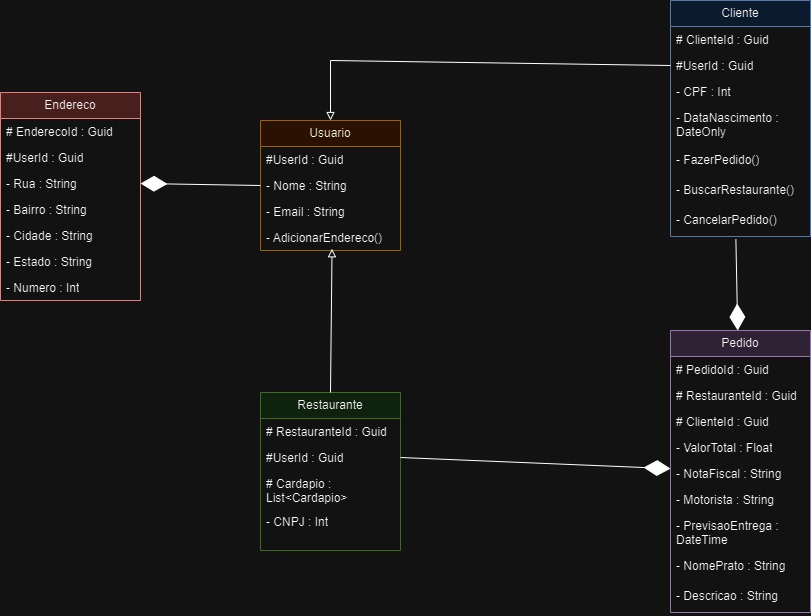 Cliente
# ClienteId : Guid
#UserId : Guid
- CPF : Int
- DataNascimento :
DateOnly
- FazerPedido()
- BuscarRestaurante()
- CancelarPedido()
Endereco
# EnderecoId : Guid
#UserId : Guid
- Rua : String
- Bairro : String
- Cidade : String
- Estado : String
- Numero : Int
Usuario
#UserId : Guid
- Nome : String
- Email : String
- AdicionarEndereco()
Restaurante
# RestauranteId : Guid
#UserId : Guid
# Cardapio :
List<Cardapio>
- CNPJ : Int
Pedido
# PedidoId : Guid
# RestauranteId : Guid
# ClienteId : Guid
- ValorTotal : Float
- NotaFiscal : String
- Motorista : String
- PrevisaoEntrega :
DateTime
- NomePrato : String
- Descricao : String